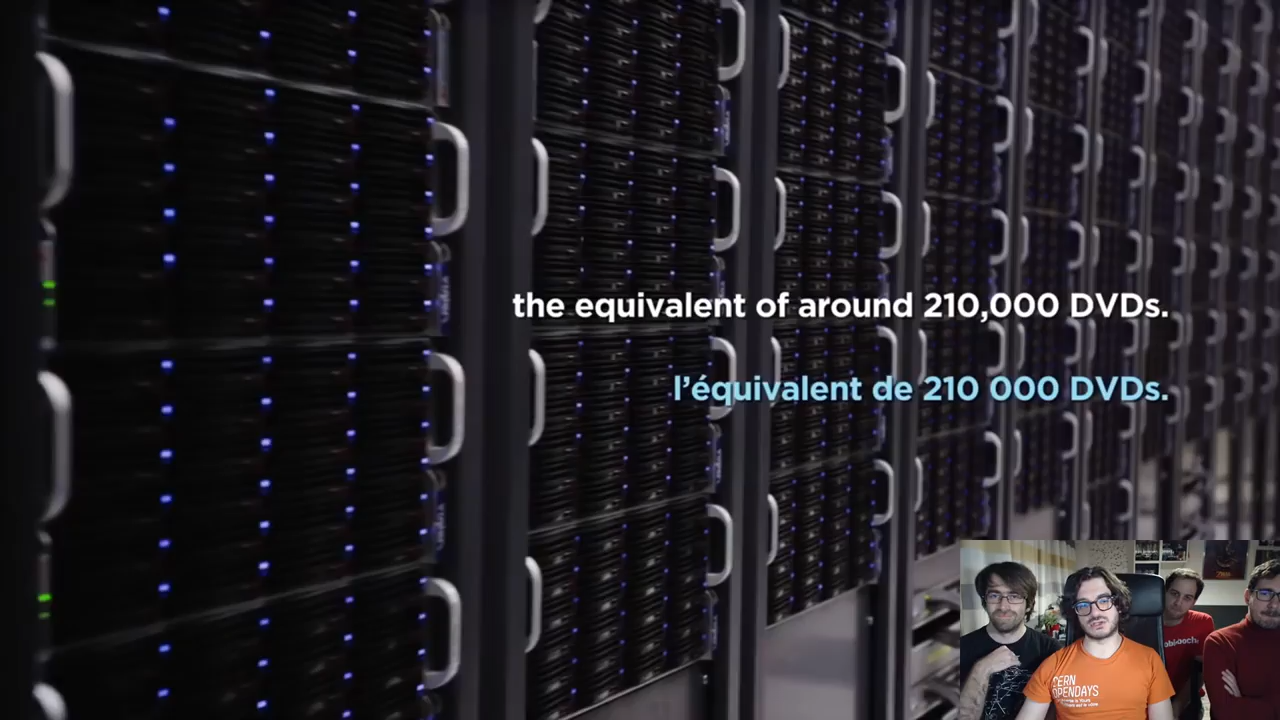 the equivalent of around 210,000 DVDs.
l'équivalent de 210 000 DVDs.
CERN
OPENDAYS